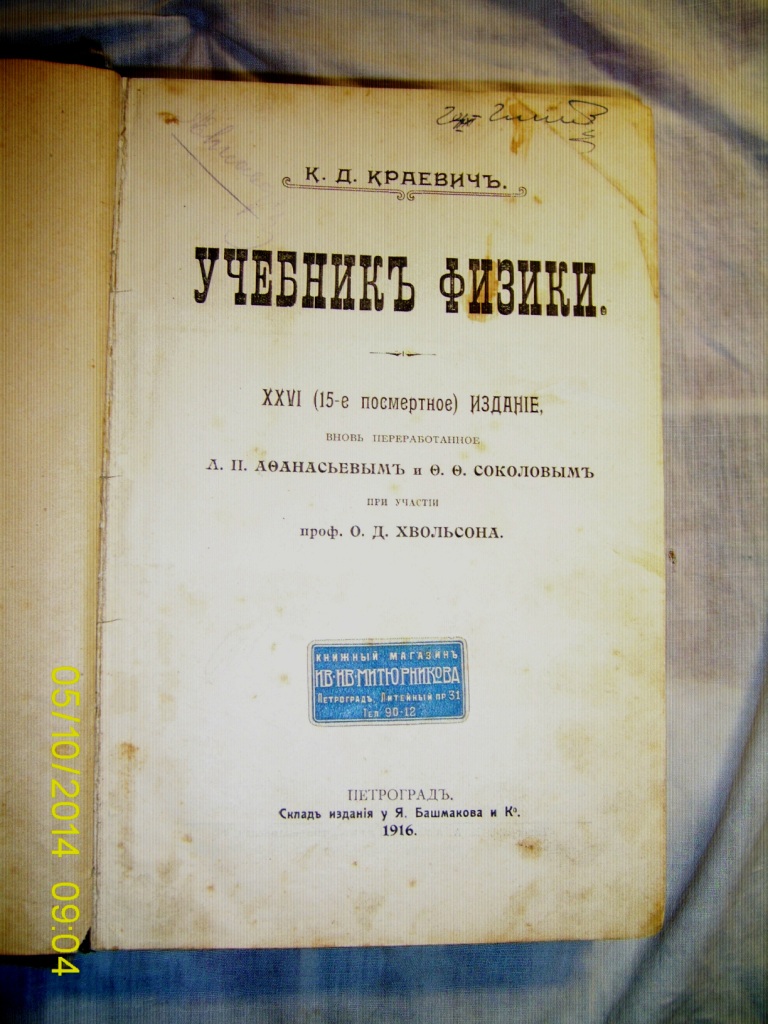 К. Д. КРАЕВИЧЪ.
УЧЕБНИКЪ ФИЗИКИ.
XXVI (15-е посмертное) ИЗДАНІЕ,
ВНОВЬ ПЕРЕРАБОТАННОЕ
А. П. АѲАНАСЬЕВЫМЪ и Ѳ. Ѳ. СОКОЛОВЫМЪ
ПРИ УЧАСТІИ
проф. О. Д. ХВОЛЬСОНА.
КНИЖНЫЙ МАГАЗИНЪ
ИВ·ИВ·МИТЮРНИКОВА
ПЕТРОГРАДЪ, ЛИТЕЙНЫЙ ПР. 31
ТЕЛ. 90-12.
ПЕТРОГРАДЪ.
Складъ изданія у Я. Башмакова и Кº.
1916.
05/10/2014 09:04